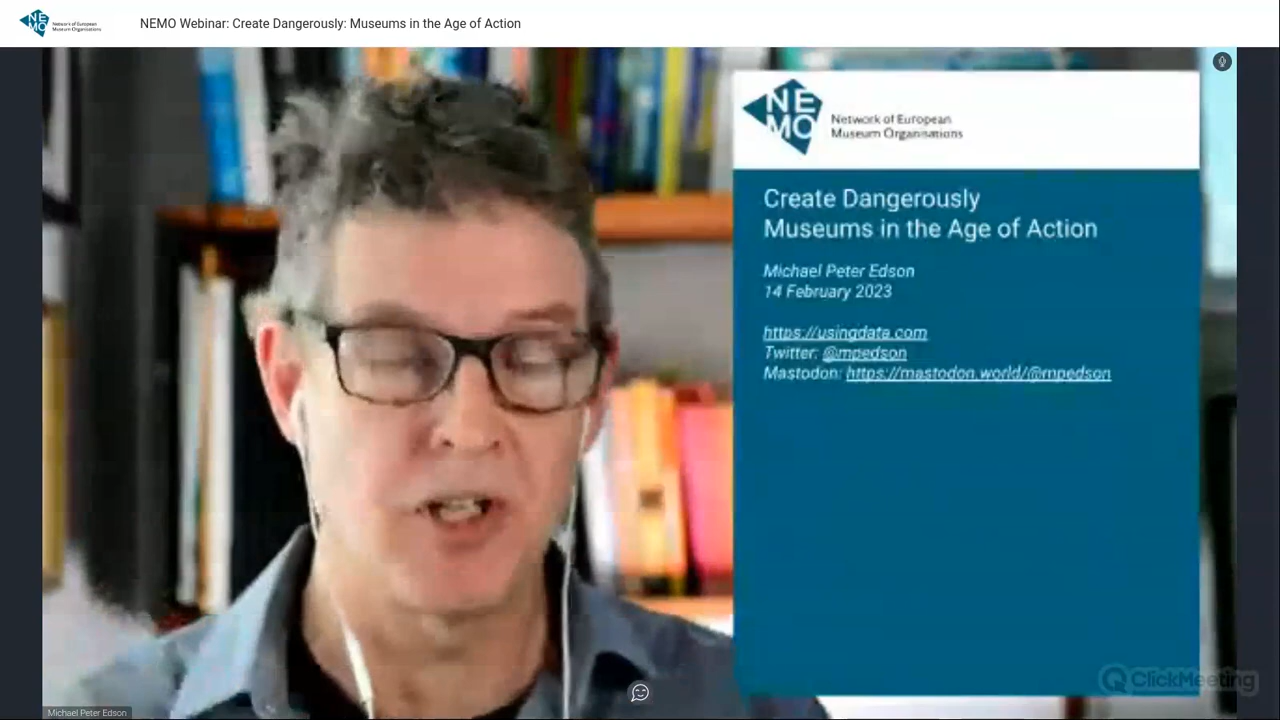 NE
MO
Network of European
Museum Organisations
NEMO Webinar: Create Dangerously: Museums in the Age of Action
NE
MO
Network of European
Museum Organisations
Create Dangerously
Museums in the Age of Action
Michael Peter Edson
14 February 2023
https://usingdata.com
Twitter: @mpedson
Mastodon: https://mastodon.world/@mpedson
ClickMeeting
Michael Peter Edson